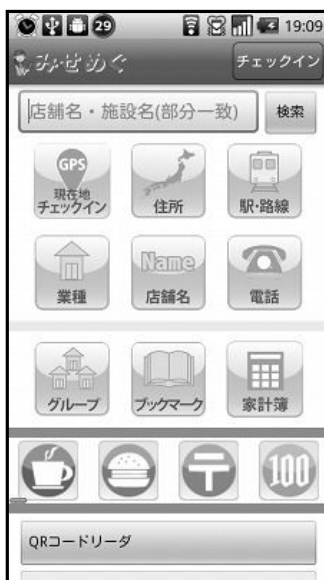 29 19:09
みせめぐ チェックイン
店舗名・施設名(部分一致) 検索
GPS
現在地
チェックイン 住所 駅・路線
Name
業種 店舗名 電話
グループ ブックマーク 家計簿
100
QRコードリーダ